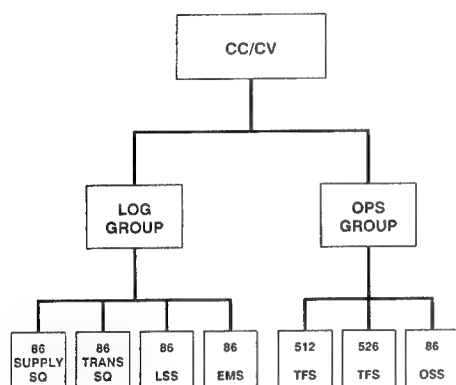 CC/CV
LOG
GROUP
OPS
GROUP
86
SUPPLY
SQ
86
TRANS
SQ
86
LSS
86
EMS
512
TFS
526
TFS
86
OSS